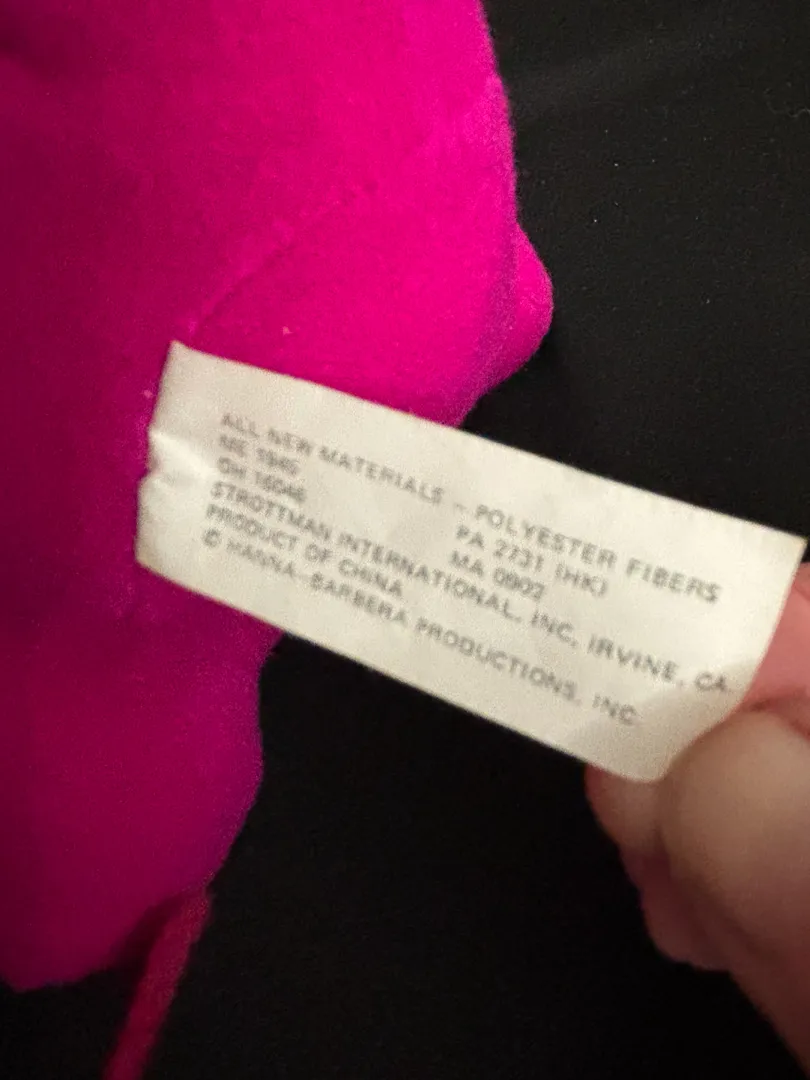 ALL NEW MATERIALS – POLYESTER FIBERS
ME 1945 PA 2731 (HK)
OH 16046 MA 0902
STROTTMAN INTERNATIONAL, INC, IRVINE, CA.
PRODUCT OF CHINA
© HANNA-BARBERA PRODUCTIONS, INC.